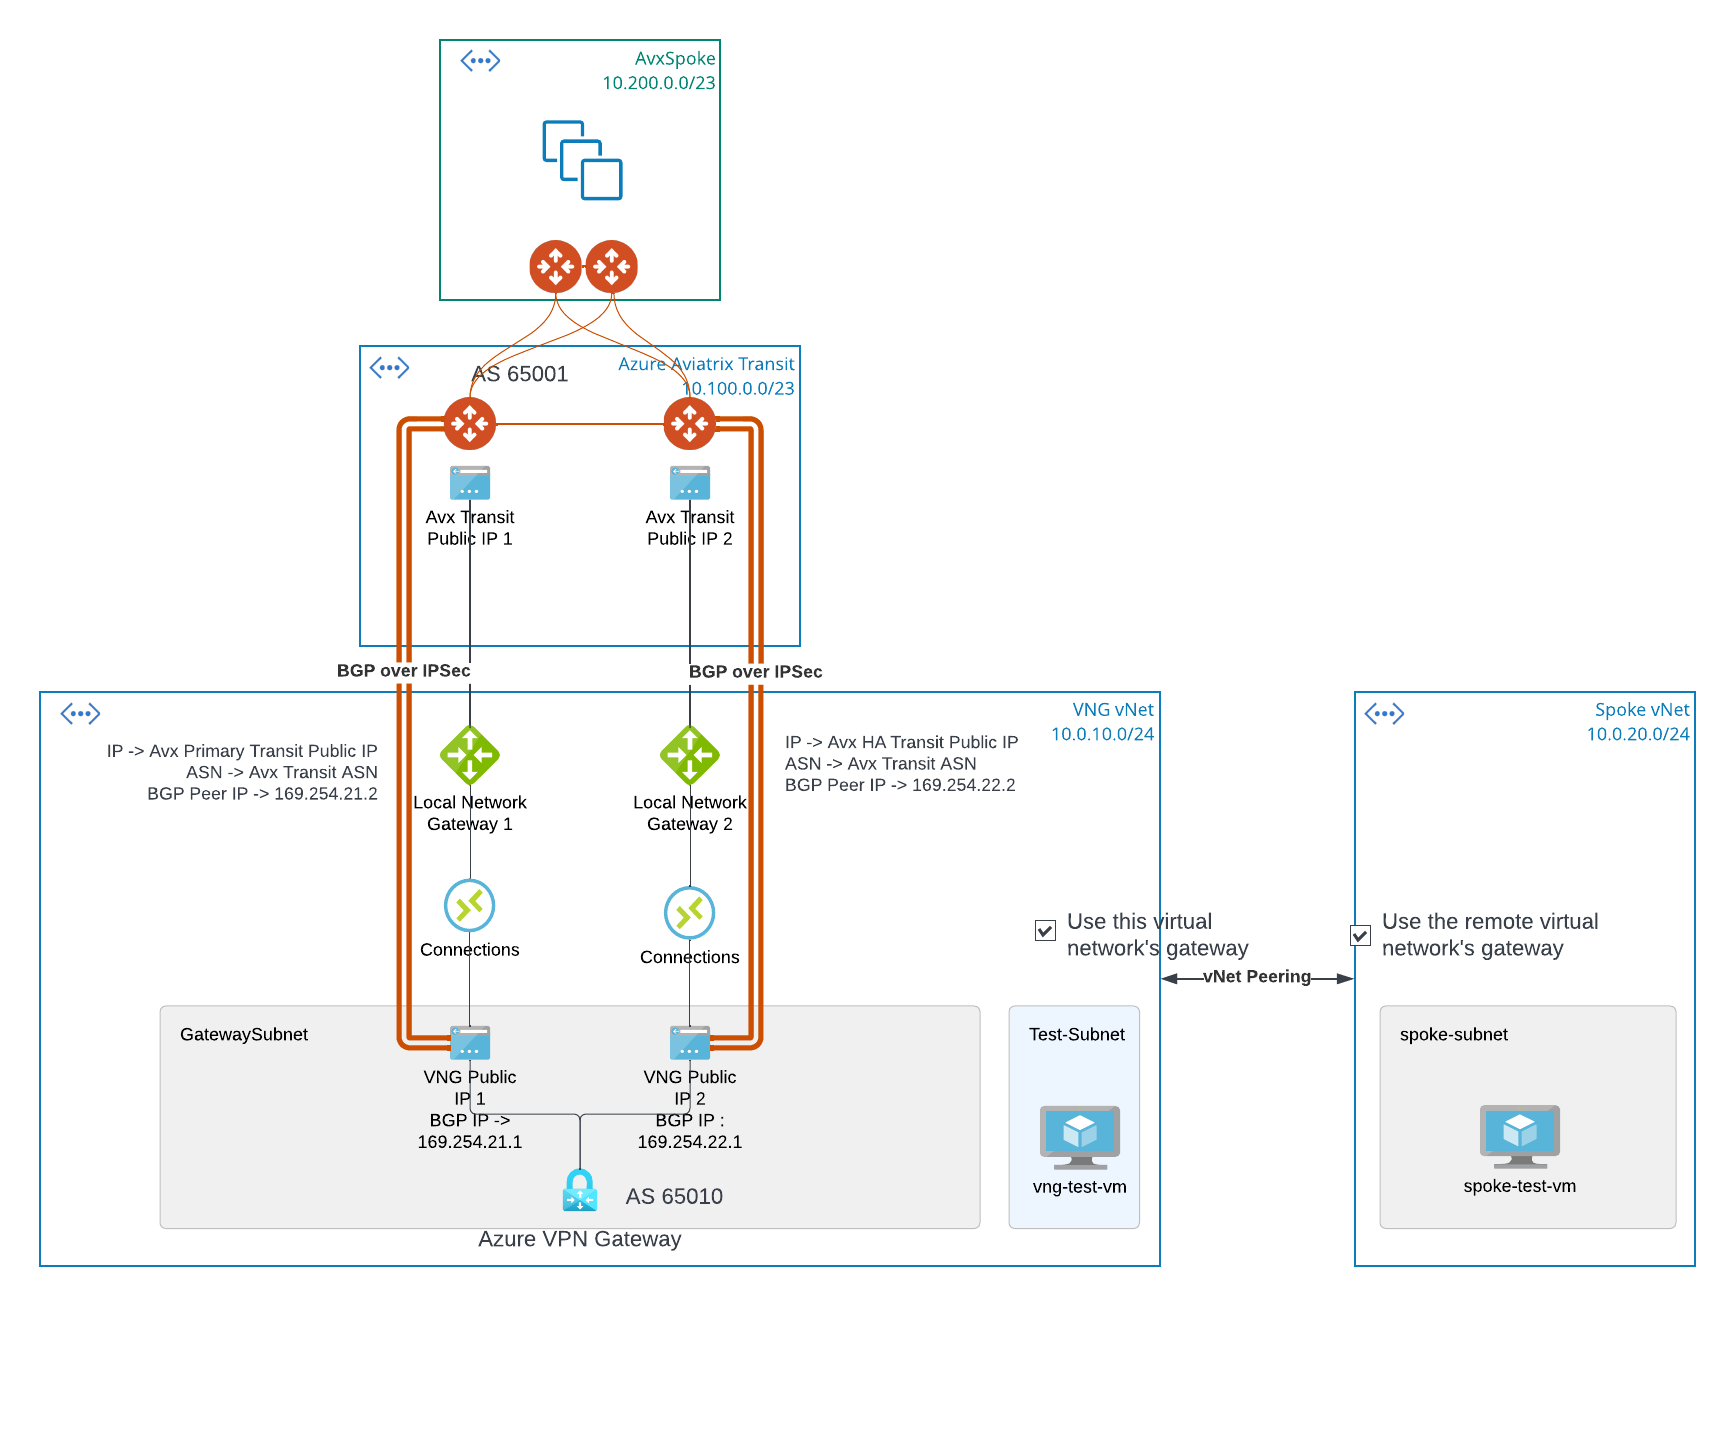 AvxSpoke
10.200.0.0/23
AS 65001
Azure Aviatrix Transit
10.100.0.0/23
Avx Transit
Public IP 1
Avx Transit
Public IP 2
BGP over IPSec
BGP over IPSec
VNG vNet
10.0.10.0/24
Spoke vNet
10.0.20.0/24
IP -> Avx Primary Transit Public IP
ASN -> Avx Transit ASN
BGP Peer IP -> 169.254.21.2
IP -> Avx HA Transit Public IP
ASN -> Avx Transit ASN
BGP Peer IP -> 169.254.22.2
Local Network
Gateway 1
Local Network
Gateway 2
Connections
Connections
Use this virtual
network's gateway
Use the remote virtual
network's gateway
vNet Peering
GatewaySubnet
VNG Public
IP 1
BGP IP ->
169.254.21.1
VNG Public
IP 2
BGP IP :
169.254.22.1
AS 65010
Azure VPN Gateway
Test-Subnet
vng-test-vm
spoke-subnet
spoke-test-vm